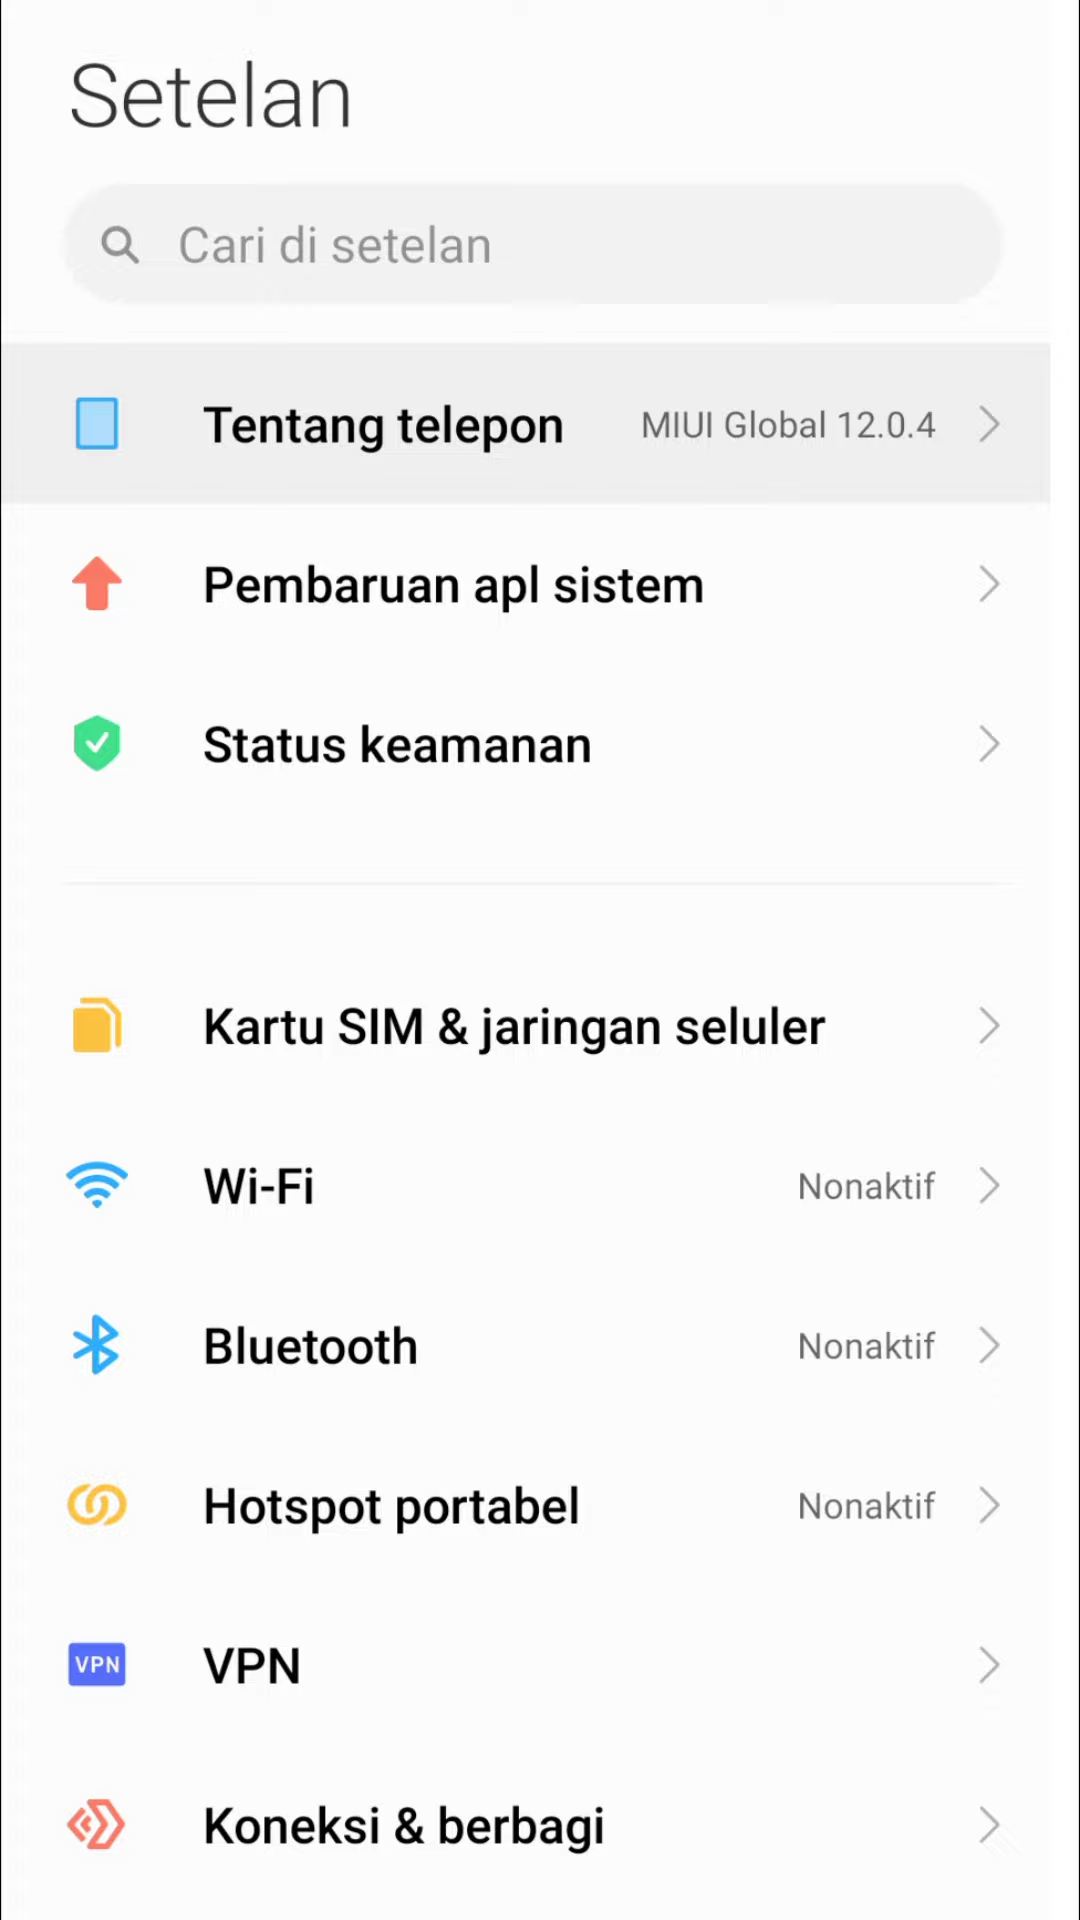 Setelan
Cari di setelan
Tentang telepon MIUI Global 12.0.4
Pembaruan apl sistem
Status keamanan
Kartu SIM & jaringan seluler
Wi-Fi Nonaktif
Bluetooth Nonaktif
Hotspot portabel Nonaktif
VPN VPN
Koneksi & berbagi